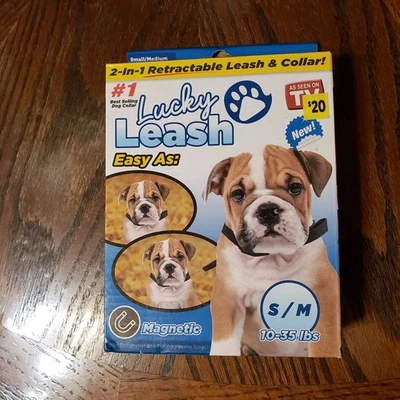 Small/Medium
2-in-1 Retractable Leash & Collar!
#1
Best Selling
Dog Collar
Lucky
Leash
AS SEEN ON
TV
$20
New!
Easy As:
Magnetic
S/M
10-35 lbs